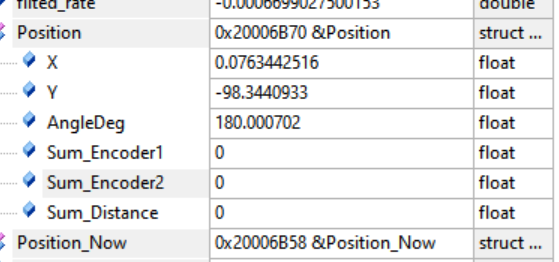 filted_rate -0.0006699027500153 double
Position 0x20006B70 &Position struct ...
X 0.0763442516 float
Y -98.3440933 float
AngleDeg 180.000702 float
Sum_Encoder1 0 float
Sum_Encoder2 0 float
Sum_Distance 0 float
Position_Now 0x20006B58 &Position_Now struct ...